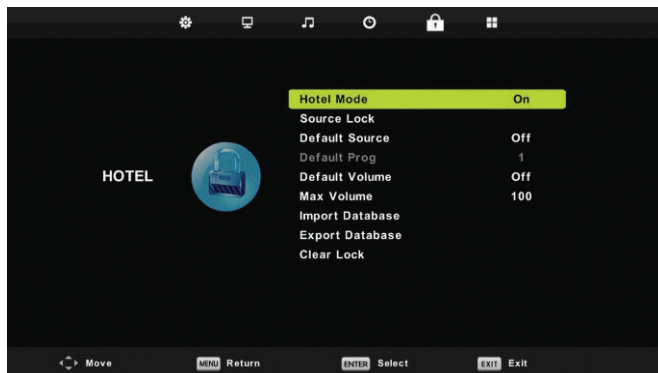 Hotel Mode On
Source Lock
Default Source Off
Default Prog 1
HOTEL
Default Volume Off
Max Volume 100
Import Database
Export Database
Clear Lock
Move MENU Return ENTER Select EXIT Exit